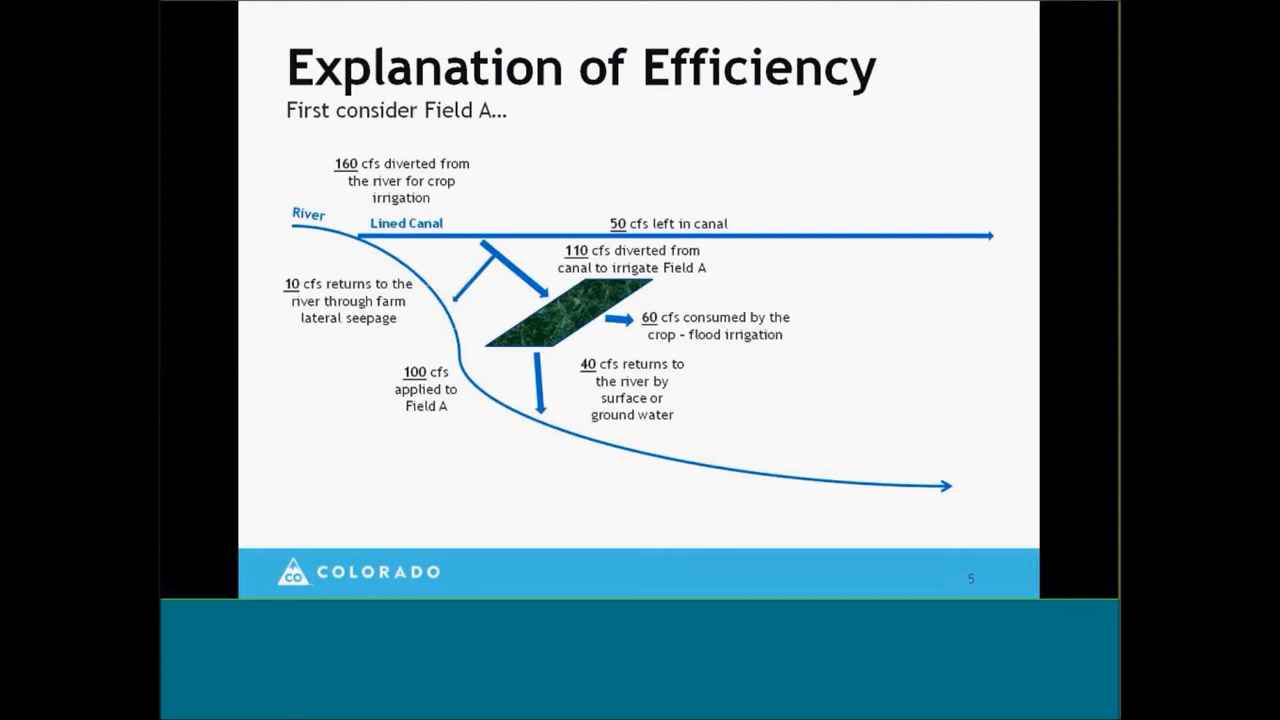 Explanation of Efficiency
First consider Field A...
160 cfs diverted from
the river for crop
irrigation
River
Lined Canal
50 cfs left in canal
110 cfs diverted from
canal to irrigate Field A
10 cfs returns to the
river through farm
lateral seepage
60 cfs consumed by the
crop – flood irrigation
40 cfs returns to
the river by
surface or
ground water
100 cfs
applied to
Field A
CO
COLORADO
5